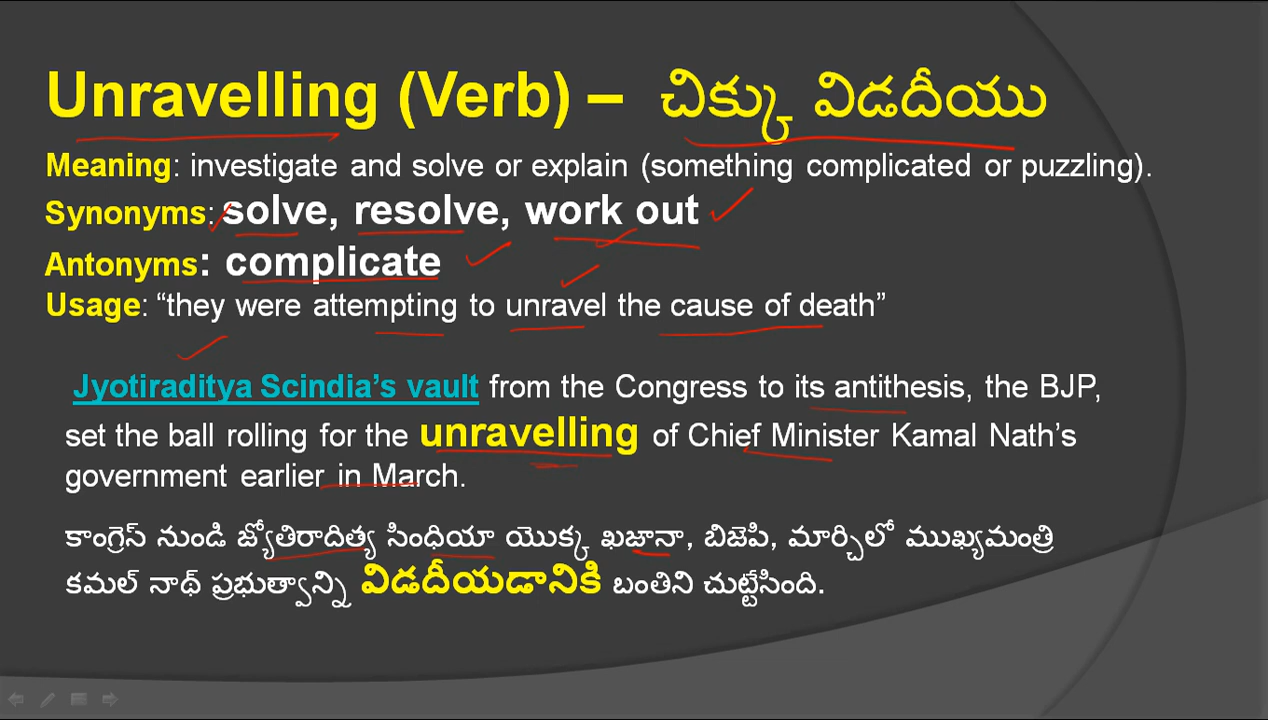 Unravelling (Verb) – చిక్కు విడదీయు
Meaning: investigate and solve or explain (something complicated or puzzling).
Synonyms: solve, resolve, work out
Antonyms: complicate
Usage: “they were attempting to unravel the cause of death”
Jyotiraditya Scindia’s vault from the Congress to its antithesis, the BJP,
set the ball rolling for the unravelling of Chief Minister Kamal Nath’s
government earlier in March.
కాంగ్రెస్ నుండి జ్యోతిరాదిత్య సింధియా యొక్క ఖజానా, బిజెపి, మార్చిలో ముఖ్యమంత్రి
కమల్ నాథ్ ప్రభుత్వాన్ని విడదీయడానికి బంతిని చుట్టేసింది.